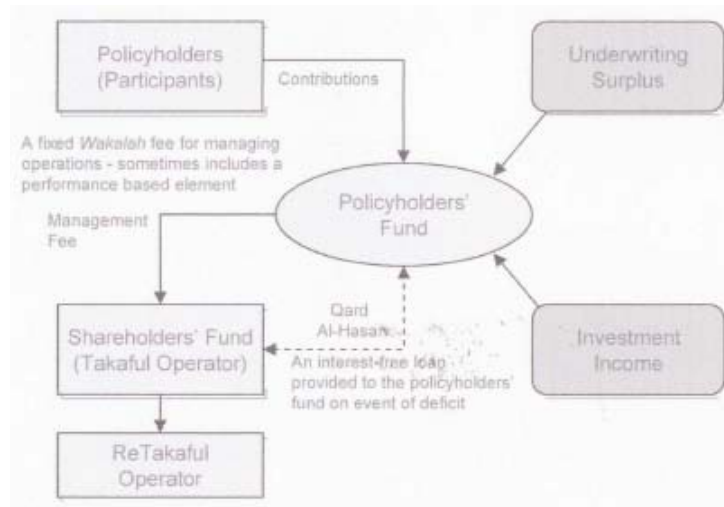 Policyholders
(Participants)
Contributions
Underwriting
Surplus
A fixed Wakalah fee for managing
operations - sometimes includes a
performance based element
Policyholders'
Fund
Management
Fee
Shareholders' Fund
(Takaful Operator)
Qard
Al-Hasan
An interest-free loan
provided to the policyholders'
fund on event of deficit
Investment
Income
ReTakaful
Operator